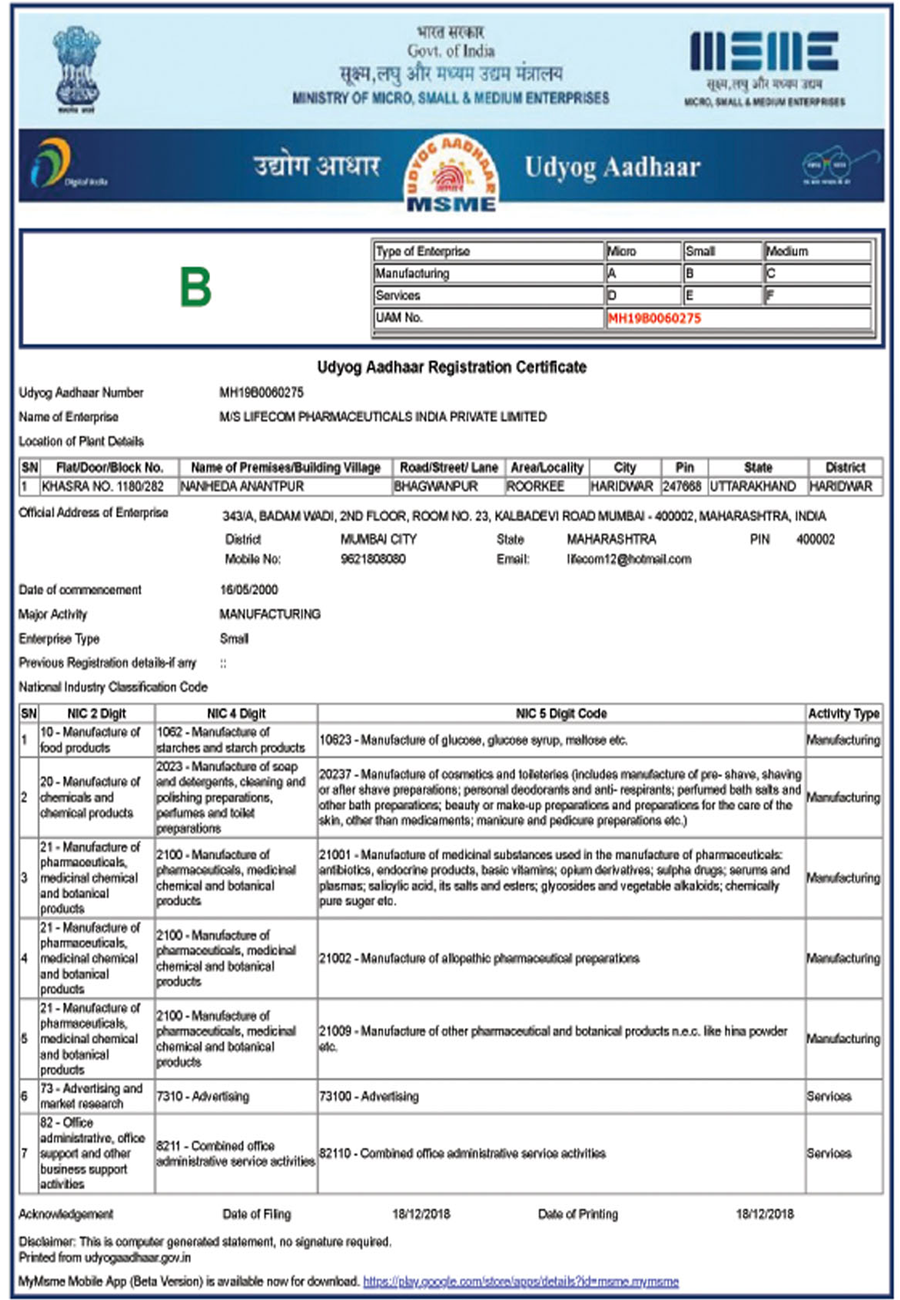 भारत सरकार
Govt. of India
सूक्ष्म,लघु और मध्यम उद्यम मंत्रालय
MINISTRY OF MICRO, SMALL & MEDIUM ENTERPRISES
msme
सूक्ष्म,लघु और मध्यम उद्यम
MICRO, SMALL & MEDIUM ENTERPRISES
Digital India
उद्योग आधार
UDYOG AADHAAR
आधार
MSME
Udyog Aadhaar
B
Type of Enterprise Micro Small Medium
Manufacturing A B C
Services D E F
UAM No. MH19B0060275
Udyog Aadhaar Registration Certificate
Udyog Aadhaar Number MH19B0060275
Name of Enterprise M/S LIFECOM PHARMACEUTICALS INDIA PRIVATE LIMITED
Location of Plant Details
SN Flat/Door/Block No. Name of Premises/Building Village Road/Street/ Lane Area/Locality City Pin State District
1 KHASRA NO. 1180/282 NANHEDA ANANTPUR BHAGWANPUR ROORKEE HARIDWAR 247668 UTTARAKHAND HARIDWAR
Official Address of Enterprise 343/A, BADAM WADI, 2ND FLOOR, ROOM NO. 23, KALBADEVI ROAD MUMBAI - 400002, MAHARASHTRA, INDIA
District MUMBAI CITY State MAHARASHTRA PIN 400002
Mobile No: 9621808080 Email: lifecom12@hotmail.com
Date of commencement 16/05/2000
Major Activity MANUFACTURING
Enterprise Type Small
Previous Registration details-if any ::
National Industry Classification Code
SN NIC 2 Digit NIC 4 Digit NIC 5 Digit Code Activity Type
1 10 - Manufacture of food products 1062 - Manufacture of starches and starch products 10623 - Manufacture of glucose, glucose syrup, maltose etc. Manufacturing
2 20 - Manufacture of chemicals and chemical products 2023 - Manufacture of soap and detergents, cleaning and polishing preparations, perfumes and toilet preparations 20237 - Manufacture of cosmetics and toileteries (includes manufacture of pre- shave, shaving or after shave preparations; personal deodorants and anti- respirants; perfumed bath salts and other bath preparations; beauty or make-up preparations and preparations for the care of the skin, other than medicaments; manicure and pedicure preparations etc.) Manufacturing
3 21 - Manufacture of pharmaceuticals, medicinal chemical and botanical products 2100 - Manufacture of pharmaceuticals, medicinal chemical and botanical products 21001 - Manufacture of medicinal substances used in the manufacture of pharmaceuticals: antibiotics, endocrine products, basic vitamins; opium derivatives; sulpha drugs; serums and plasmas; salicylic acid, its salts and esters; glycosides and vegetable alkaloids; chemically pure suger etc. Manufacturing
4 21 - Manufacture of pharmaceuticals, medicinal chemical and botanical products 2100 - Manufacture of pharmaceuticals, medicinal chemical and botanical products 21002 - Manufacture of allopathic pharmaceutical preparations Manufacturing
5 21 - Manufacture of pharmaceuticals, medicinal chemical and botanical products 2100 - Manufacture of pharmaceuticals, medicinal chemical and botanical products 21009 - Manufacture of other pharmaceutical and botanical products n.e.c. like hina powder etc. Manufacturing
6 73 - Advertising and market research 7310 - Advertising 73100 - Advertising Services
7 82 - Office administrative, office support and other business support activities 8211 - Combined office administrative service activities 82110 - Combined office administrative service activities Services
Acknowledgement Date of Filing 18/12/2018 Date of Printing 18/12/2018
Disclaimer: This is computer generated statement, no signature required.
Printed from udyogaadhaar.gov.in
MyMsme Mobile App (Beta Version) is available now for download. https://play.google.com/store/apps/details?id=msme.mymsme